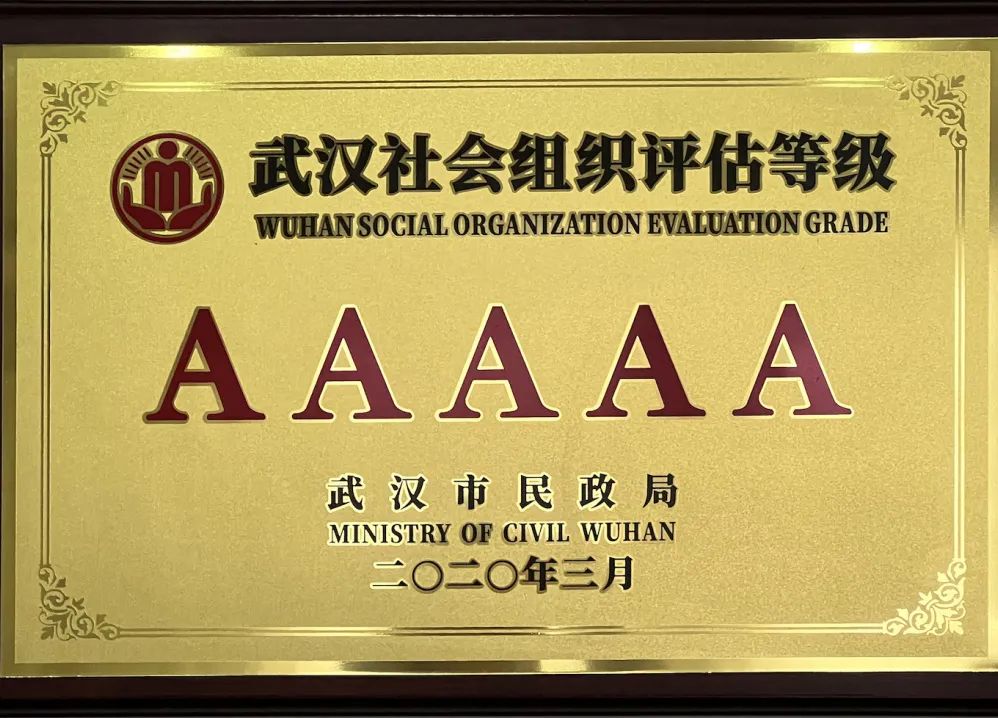 武汉社会组织评估等级
WUHAN SOCIAL ORGANIZATION EVALUATION GRADE
AAAAA
武汉市民政局
MINISTRY OF CIVIL WUHAN
二〇二〇年三月